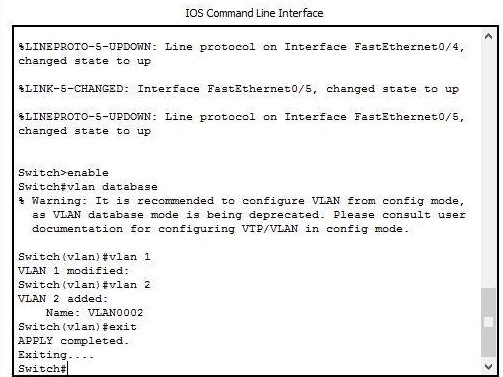 IOS Command Line Interface
%LINEPROTO-5-UPDOWN: Line protocol on Interface FastEthernet0/4,
changed state to up
%LINK-5-CHANGED: Interface FastEthernet0/5, changed state to up
%LINEPROTO-5-UPDOWN: Line protocol on Interface FastEthernet0/5,
changed state to up
Switch>enable
Switch#vlan database
% Warning: It is recommended to configure VLAN from config mode,
as VLAN database mode is being deprecated. Please consult user
documentation for configuring VTP/VLAN in config mode.
Switch(vlan)#vlan 1
VLAN 1 modified:
Switch(vlan)#vlan 2
VLAN 2 added:
Name: VLAN0002
Switch(vlan)#exit
APPLY completed.
Exiting....
Switch#